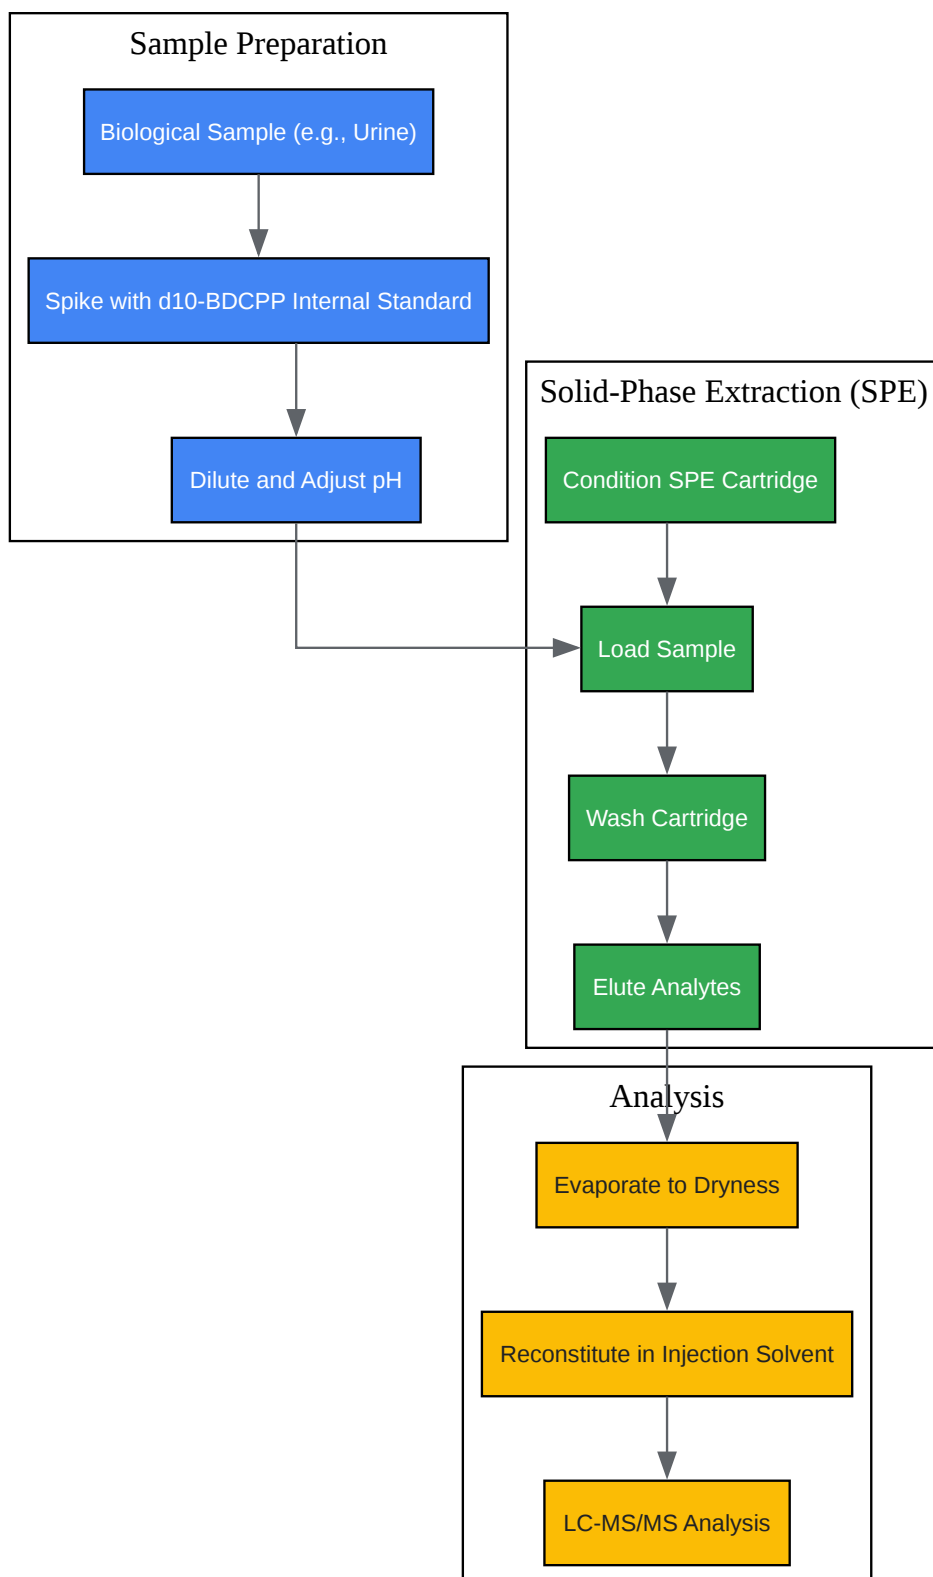 Sample Preparation
Biological Sample (e.g., Urine)
Spike with d10-BDCPP Internal Standard
Dilute and Adjust pH
Solid-Phase Extraction (SPE)
Condition SPE Cartridge
Load Sample
Wash Cartridge
Elute Analytes
Analysis
Evaporate to Dryness
Reconstitute in Injection Solvent
LC-MS/MS Analysis